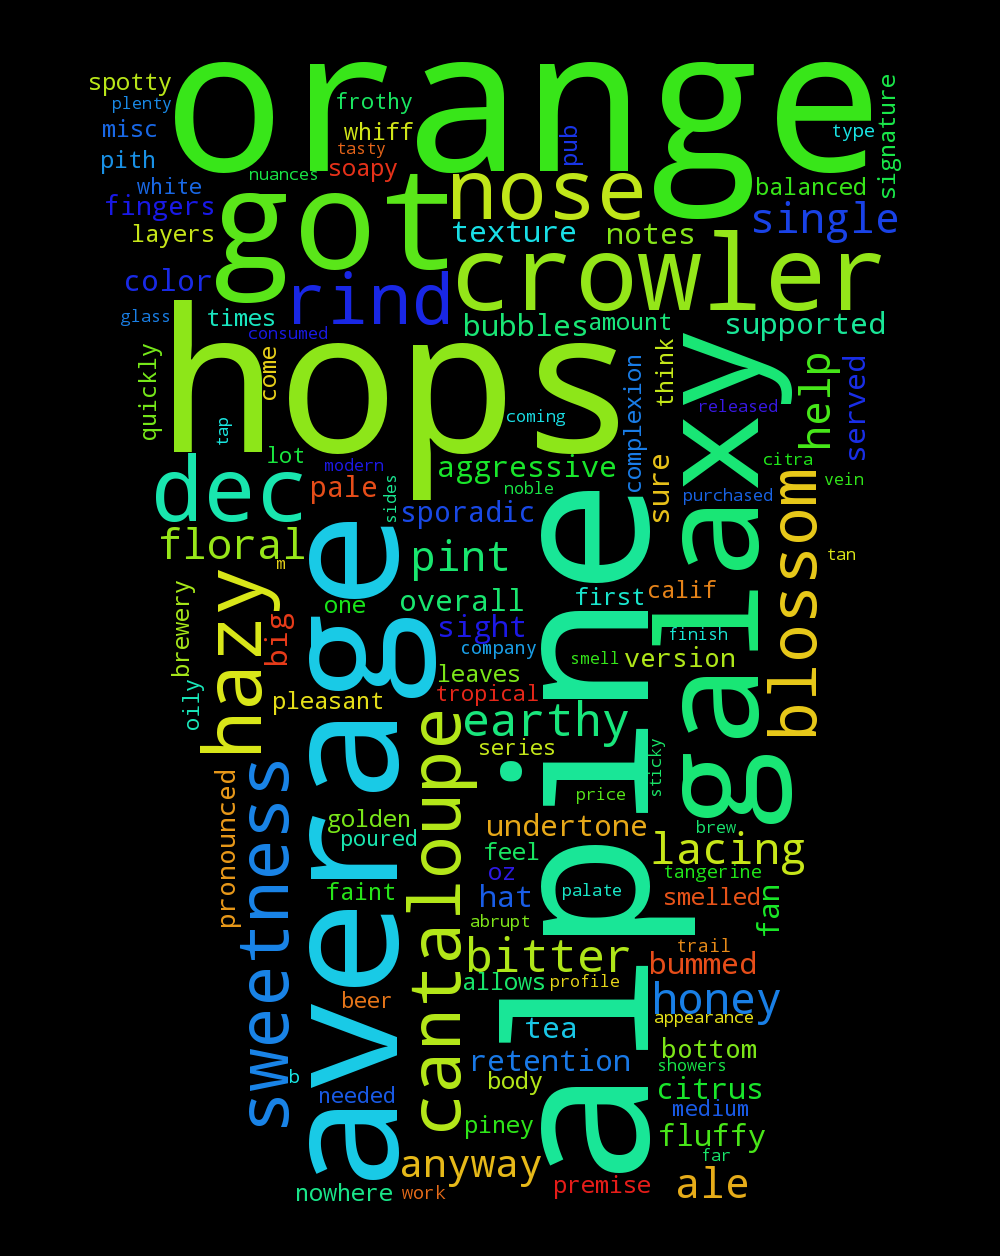 orange
spotty
plenty
frothy
signature
misc
whiff
type
pub
tasty
pith
soapy
nuances
white
nose
balanced
fingers
got
single
layers
texture
notes
color
rind
crowler
glass
times
bubbles
amount
supported
consumed
hops
quickly
come
think
complexion
galaxy
help
served
released
coming
tap
lot
modern
aggressive
citra
vein
dec
pale
sides
noble
sure
purchased
blossom
sporadic
floral
m
pint
alpine
tan
average
hazy
brewery
one
big
overall
first
calif
sight
finish
company
smell
version
oily
pleasant
leaves
tropical
earthy
series
sticky
pronounced
sweetness
cantaloupe
price
golden
undertone
brew
poured
feel
lacing
oz
tangerine
faint
hat
palate
smelled
fan
abrupt
bitter
trail
bummed
allows
profile
beer
honey
appearance
tea
bottom
retention
showers
b
body
citrus
needed
medium
piney
fluffy
far
anyway
nowhere
work
premise
ale